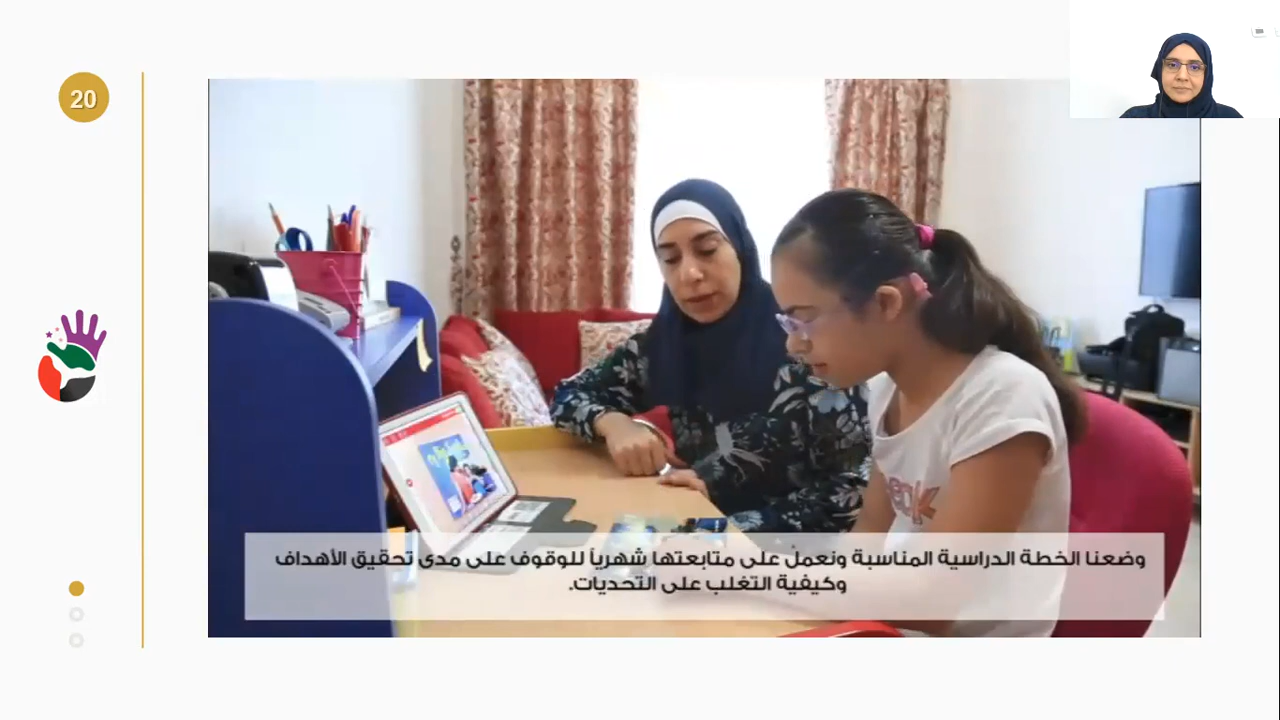 20
وضعنا الخطة الدراسية المناسبة ونعملُ على متابعتها شهرياً للوقوف على مدى تحقيق الأهداف
وكيفية التغلب على التحديات.